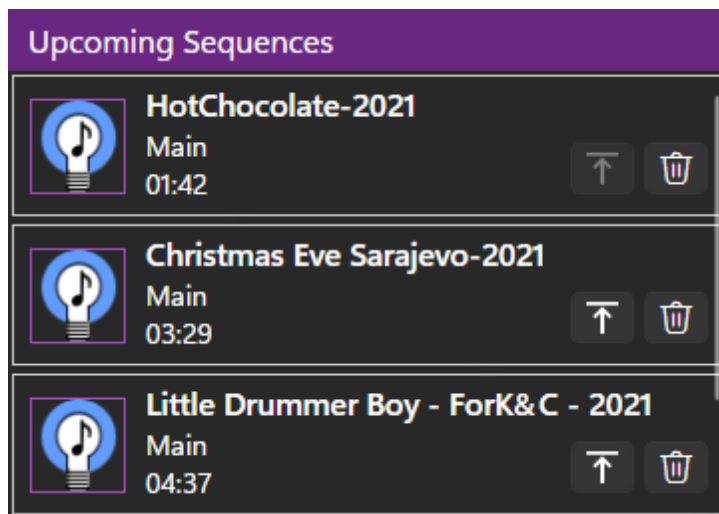 Upcoming Sequences
HotChocolate-2021
Main
01:42
Christmas Eve Sarajevo-2021
Main
03:29
Little Drummer Boy - ForK&C - 2021
Main
04:37